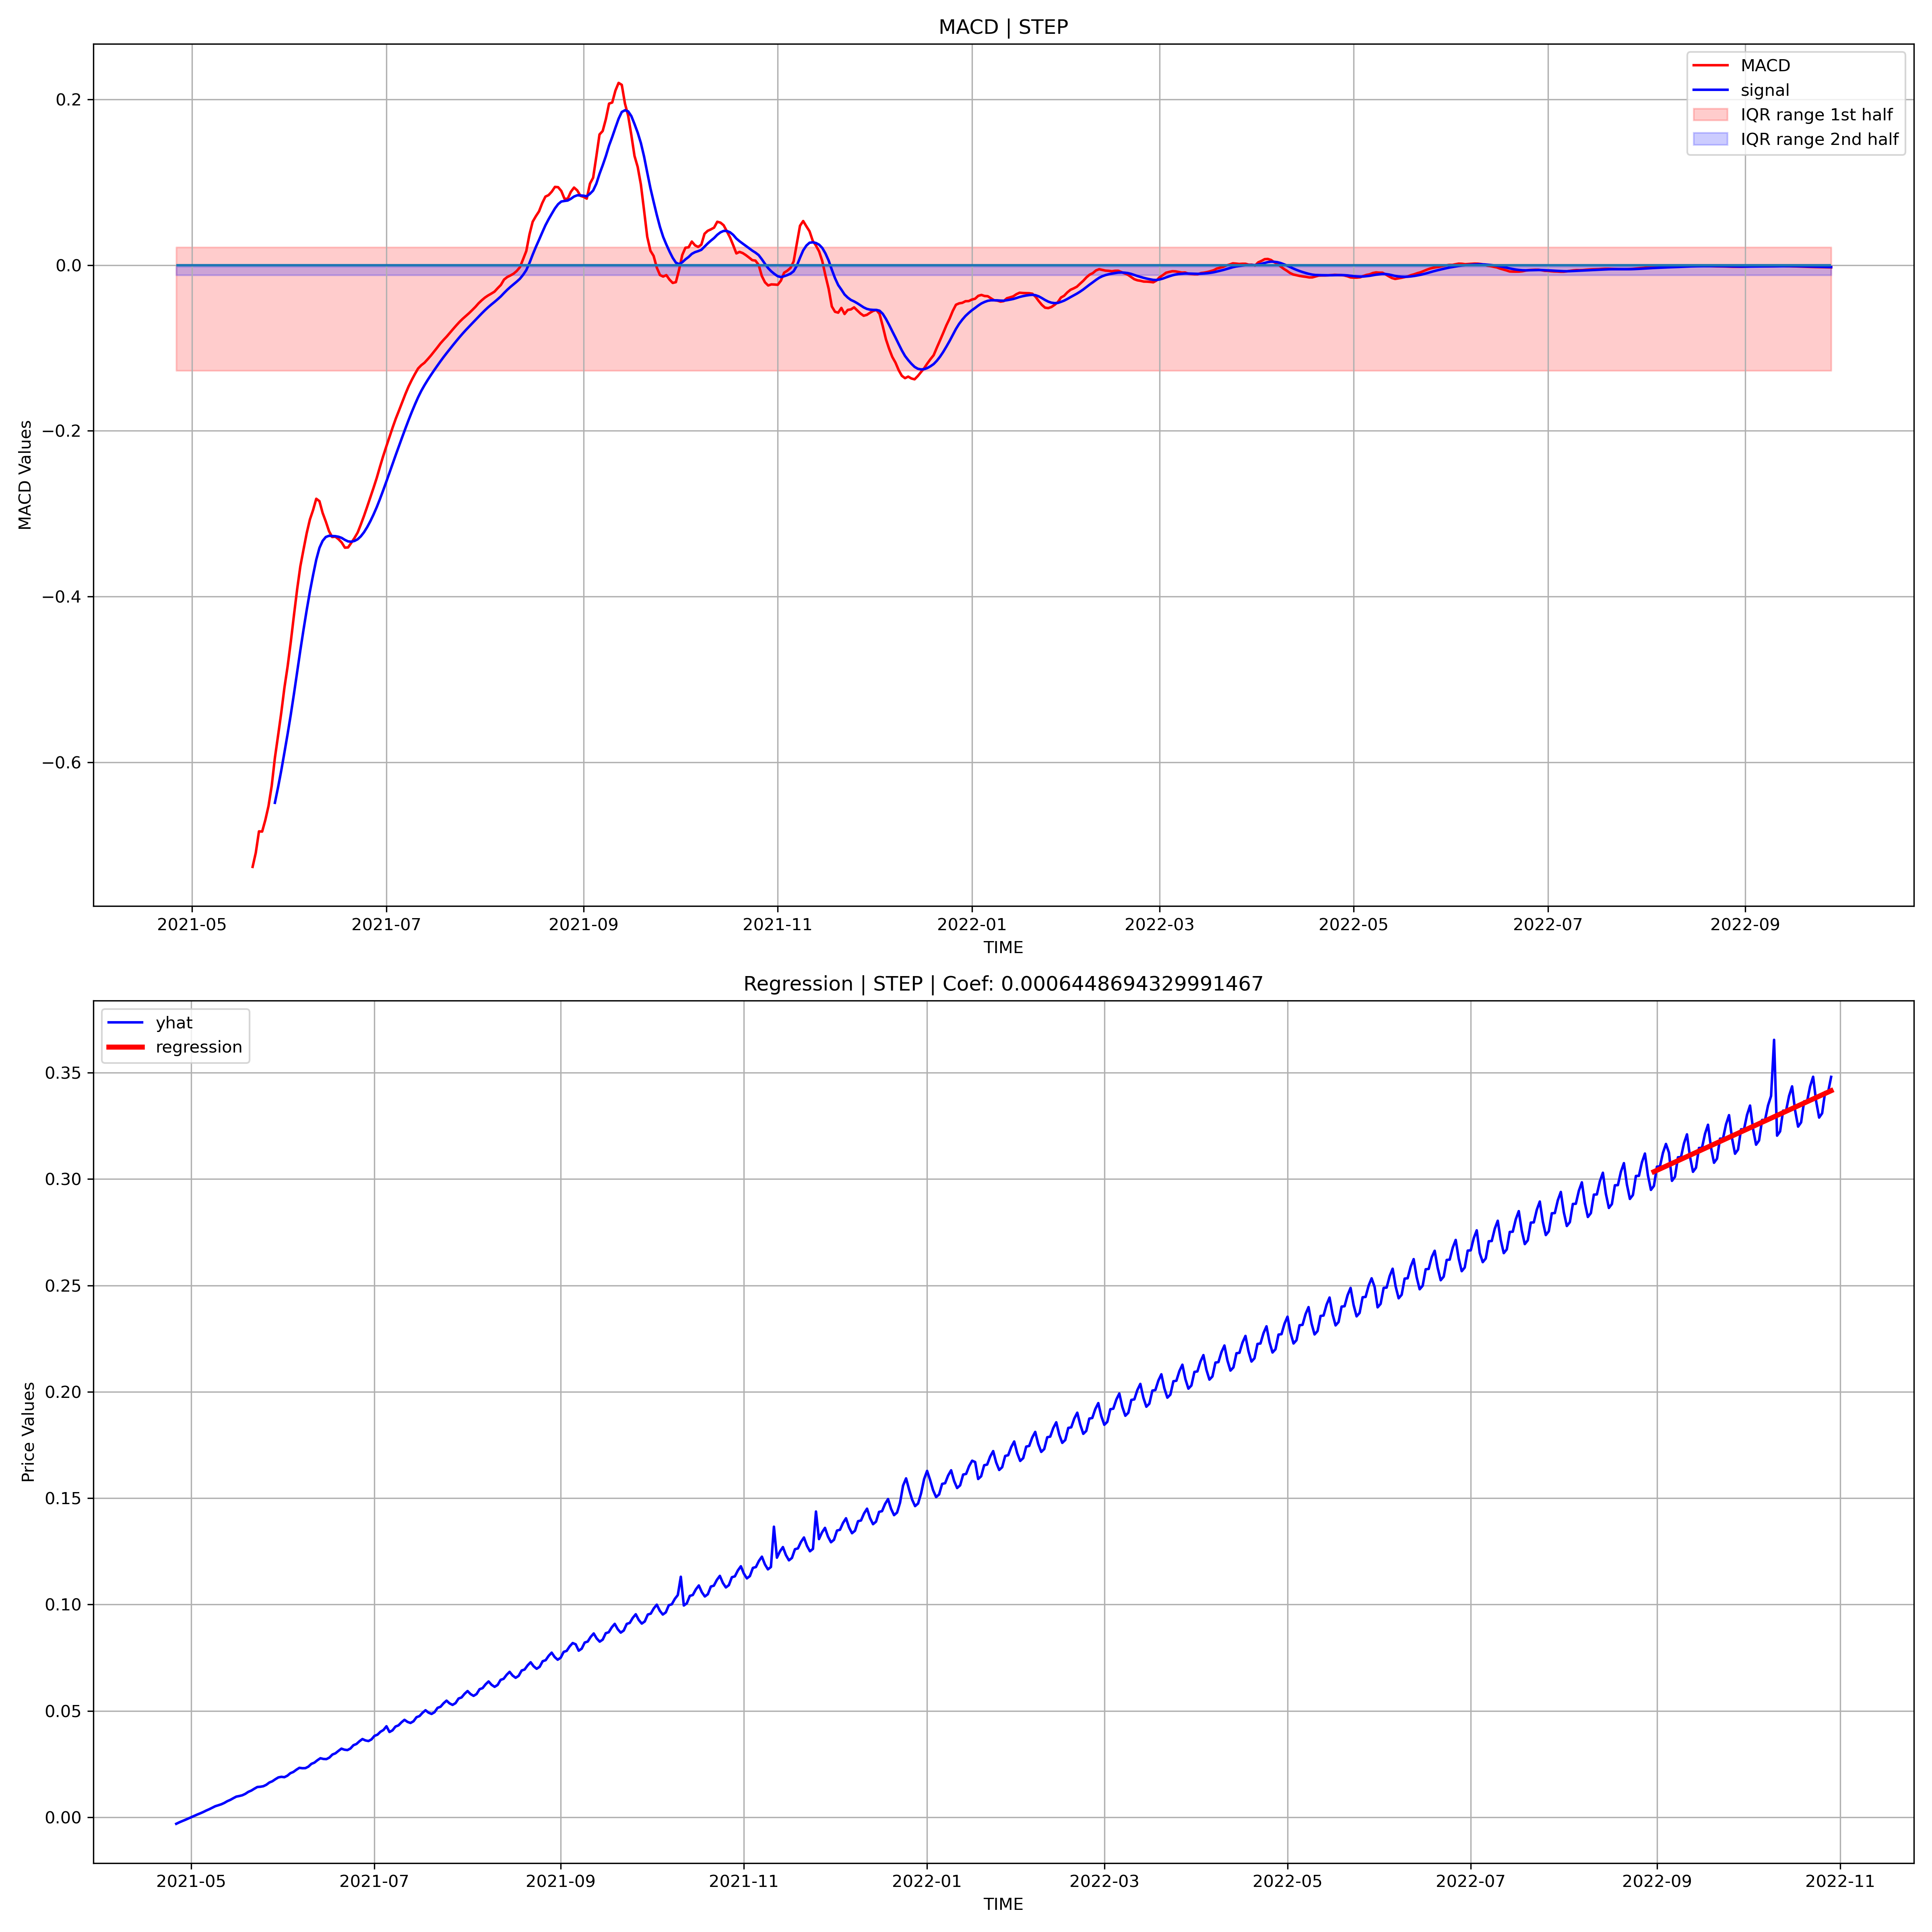 MACD | STEP
MACD
signal
IQR range 1st half
IQR range 2nd half
0.2
0.0
−0.2
−0.4
−0.6
MACD Values
2021-05 2021-07 2021-09 2021-11 2022-01 2022-03 2022-05 2022-07 2022-09
TIME
Regression | STEP | Coef: 0.0006448694329991467
yhat
regression
0.35
0.30
0.25
0.20
0.15
0.10
0.05
0.00
Price Values
2021-05 2021-07 2021-09 2021-11 2022-01 2022-03 2022-05 2022-07 2022-09 2022-11
TIME